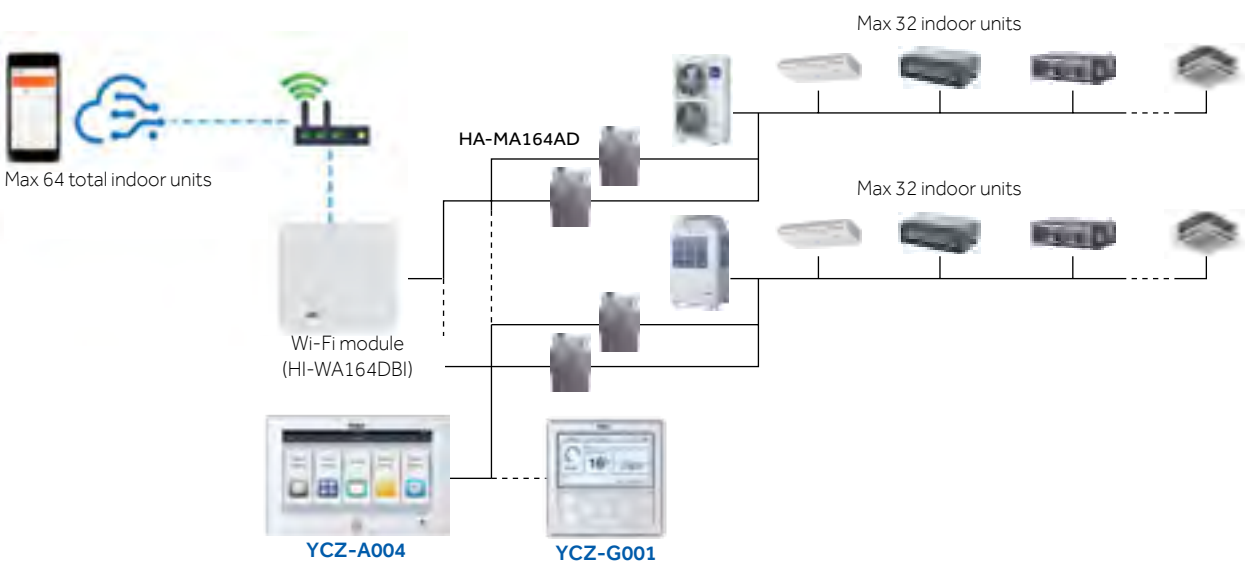 Max 32 indoor units
HA-MA164AD
Max 64 total indoor units
Max 32 indoor units
Wi-Fi module
(HI-WA164DBI)
16°
YCZ-A004
YCZ-G001